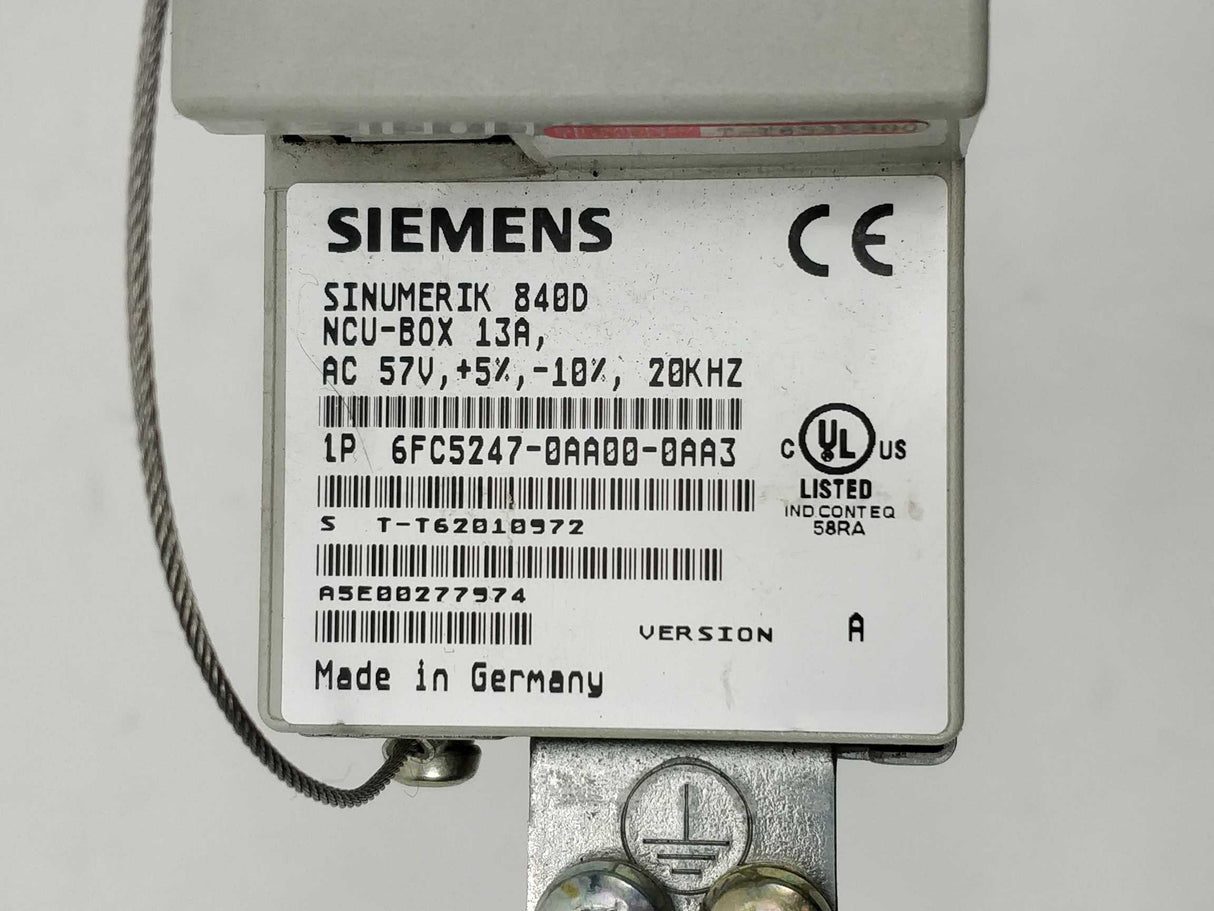 SIEMENS CE
SINUMERIK 840D
NCU-BOX 13A,
AC 57V,+5%,-10%, 20KHZ
1P 6FC5247-0AA00-0AA3
C UL US
LISTED
IND CONT EQ
58RA
S T-T62010972
A5E00277974
VERSION A
Made in Germany